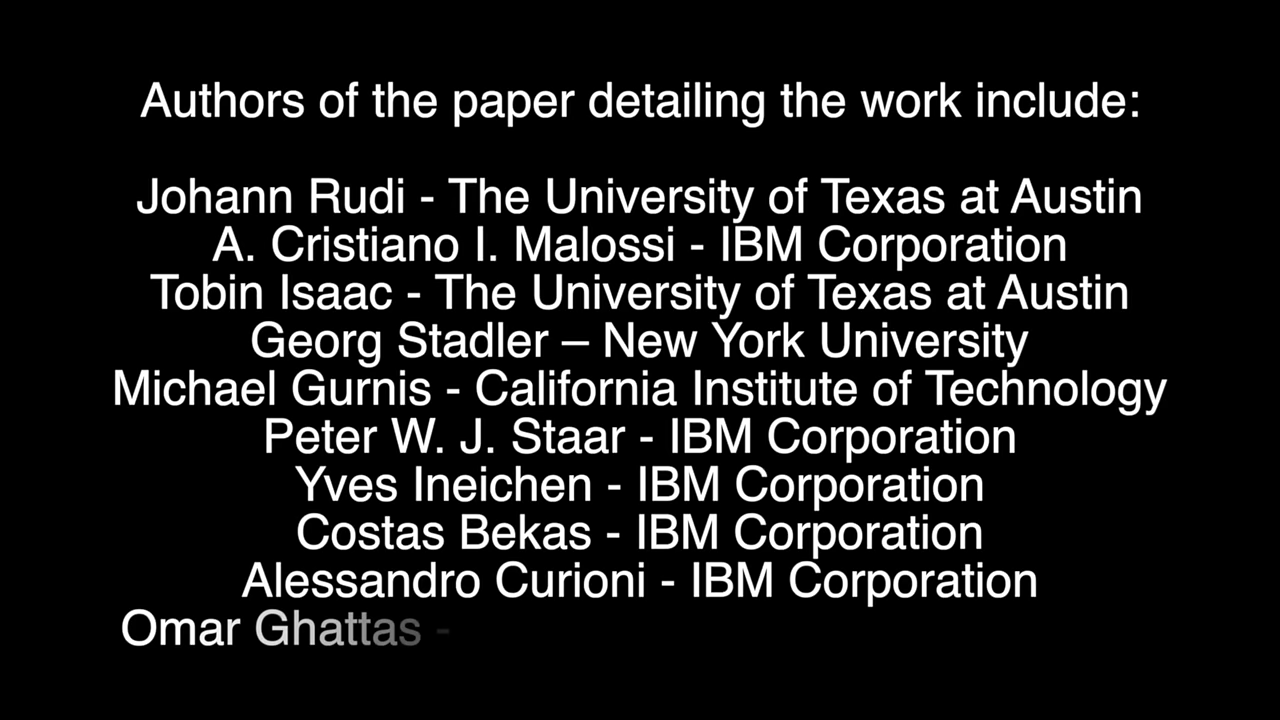 Authors of the paper detailing the work include:
Johann Rudi - The University of Texas at Austin
A. Cristiano I. Malossi - IBM Corporation
Tobin Isaac - The University of Texas at Austin
Georg Stadler – New York University
Michael Gurnis - California Institute of Technology
Peter W. J. Staar - IBM Corporation
Yves Ineichen - IBM Corporation
Costas Bekas - IBM Corporation
Alessandro Curioni - IBM Corporation
Omar Ghattas -